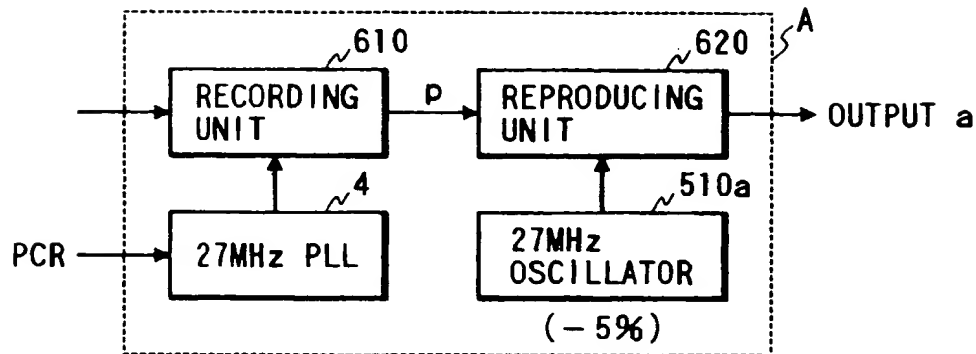 A
610
620
RECORDING
UNIT
p
REPRODUCING
UNIT
OUTPUT a
4
510a
PCR
27MHz PLL
27MHz
OSCILLATOR
(-5%)